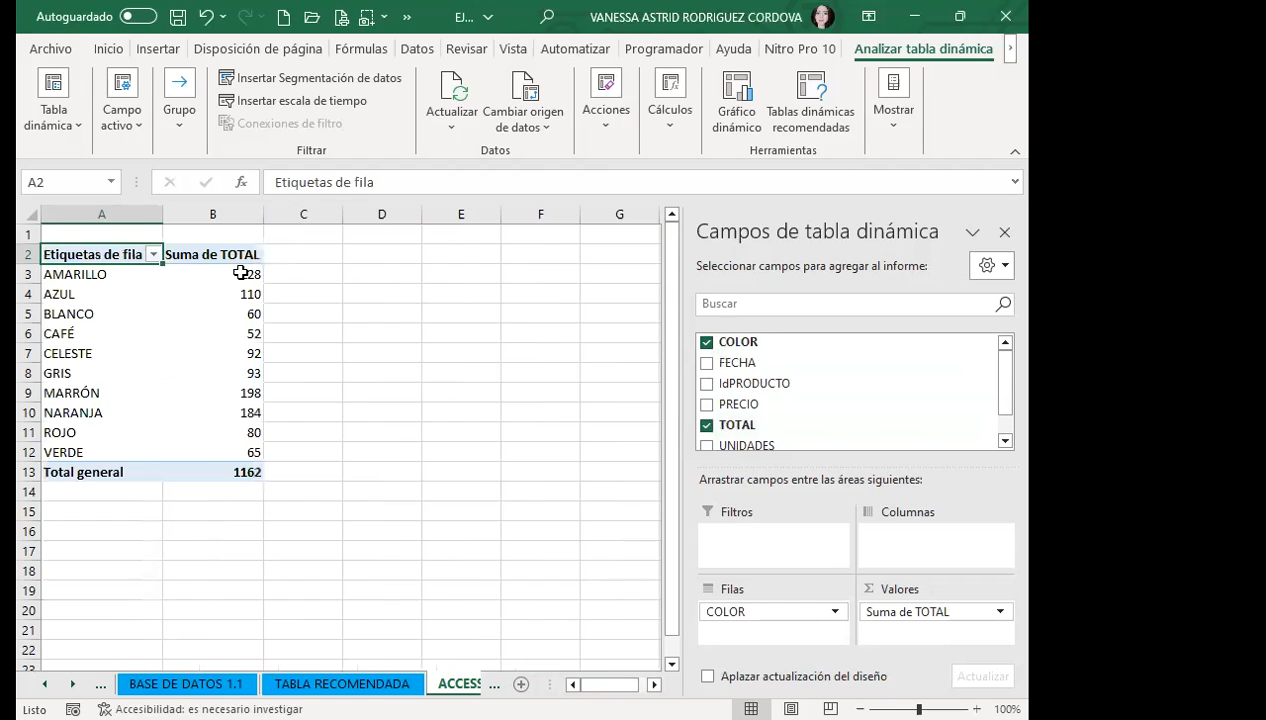 Autoguardado EJ... VANESSA ASTRID RODRIGUEZ CORDOVA
Archivo Inicio Insertar Disposición de página Fórmulas Datos Revisar Vista Automatizar Programador Ayuda Nitro Pro 10 Analizar tabla dinámica
Tabla dinámica
Campo activo
Grupo
Insertar Segmentación de datos
Insertar escala de tiempo
Conexiones de filtro
Filtrar
Actualizar
Cambiar origen de datos
Datos
Acciones
Cálculos
Gráfico dinámico
Tablas dinámicas recomendadas
Herramientas
Mostrar
A2 fx Etiquetas de fila
A B C D E F G
1
2 Etiquetas de fila Suma de TOTAL
3 AMARILLO
4 AZUL 110
5 BLANCO 60
6 CAFÉ 52
7 CELESTE 92
8 GRIS 93
9 MARRÓN 198
10 NARANJA 184
11 ROJO 80
12 VERDE 65
13 Total general 1162
14
15
16
17
18
19
20
21
22
23
Campos de tabla dinámica
Seleccionar campos para agregar al informe:
Buscar
COLOR
FECHA
IdPRODUCTO
PRECIO
TOTAL
UNIDADES
Arrastrar campos entre las áreas siguientes:
Filtros Columnas
Filas Σ Valores
COLOR Suma de TOTAL
Aplazar actualización del diseño Actualizar
... BASE DE DATOS 1.1 TABLA RECOMENDADA ACCESS ...
Listo Accesibilidad: es necesario investigar 100%